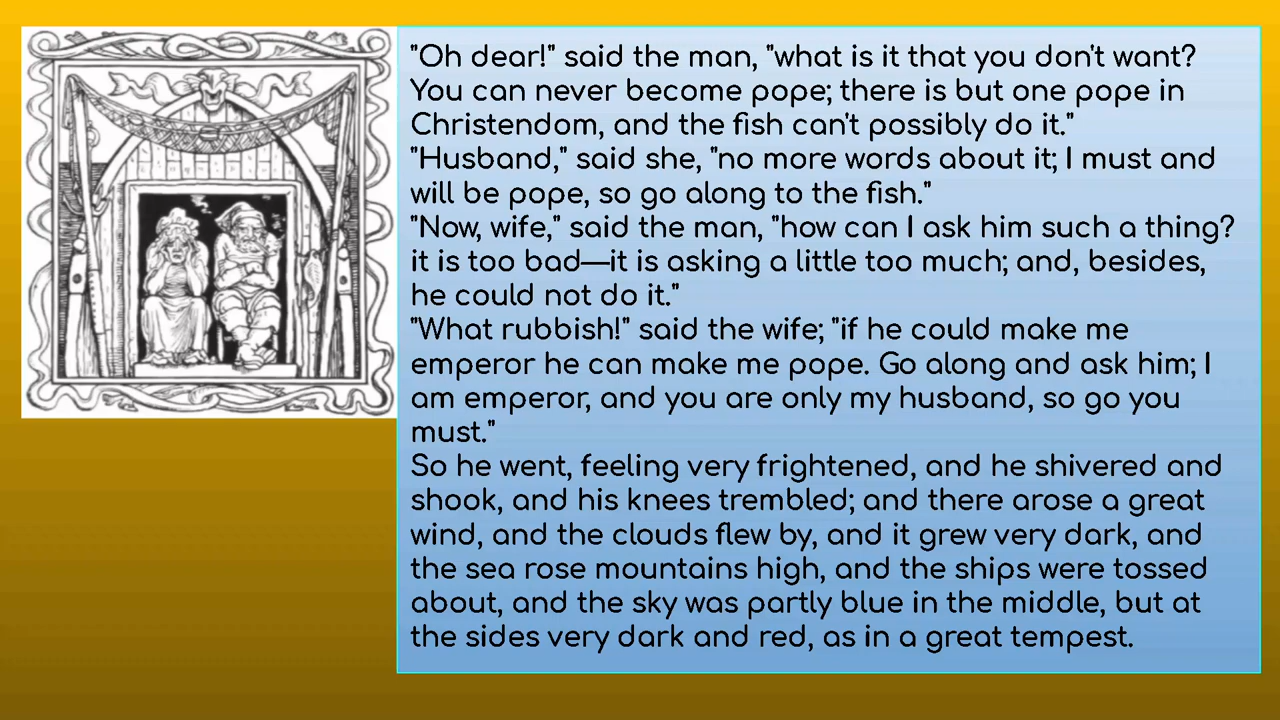 "Oh dear!" said the man, "what is it that you don't want?
You can never become pope; there is but one pope in
Christendom, and the fish can't possibly do it."
"Husband," said she, "no more words about it; I must and
will be pope, so go along to the fish."
"Now, wife," said the man, "how can I ask him such a thing?
it is too bad—it is asking a little too much; and, besides,
he could not do it."
"What rubbish!" said the wife; "if he could make me
emperor he can make me pope. Go along and ask him; I
am emperor, and you are only my husband, so go you
must."
So he went, feeling very frightened, and he shivered and
shook, and his knees trembled; and there arose a great
wind, and the clouds flew by, and it grew very dark, and
the sea rose mountains high, and the ships were tossed
about, and the sky was partly blue in the middle, but at
the sides very dark and red, as in a great tempest.